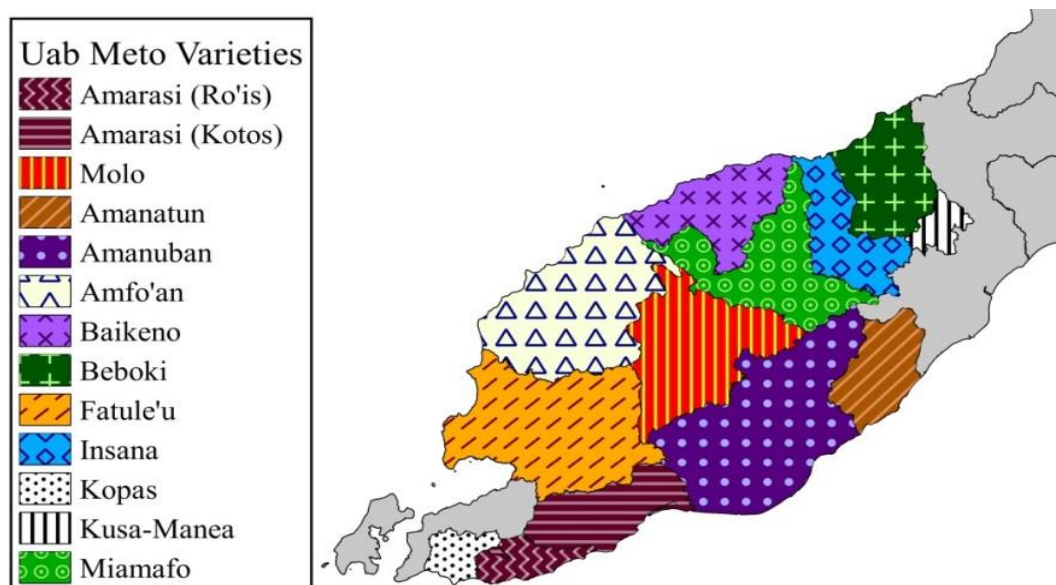 Uab Meto Varieties
Amarasi (Ro'is)
Amarasi (Kotos)
Molo
Amanatun
Amanuban
Amfo'an
Baikeno
Beboki
Fatule'u
Insana
Kopas
Kusa-Manea
Miamafo